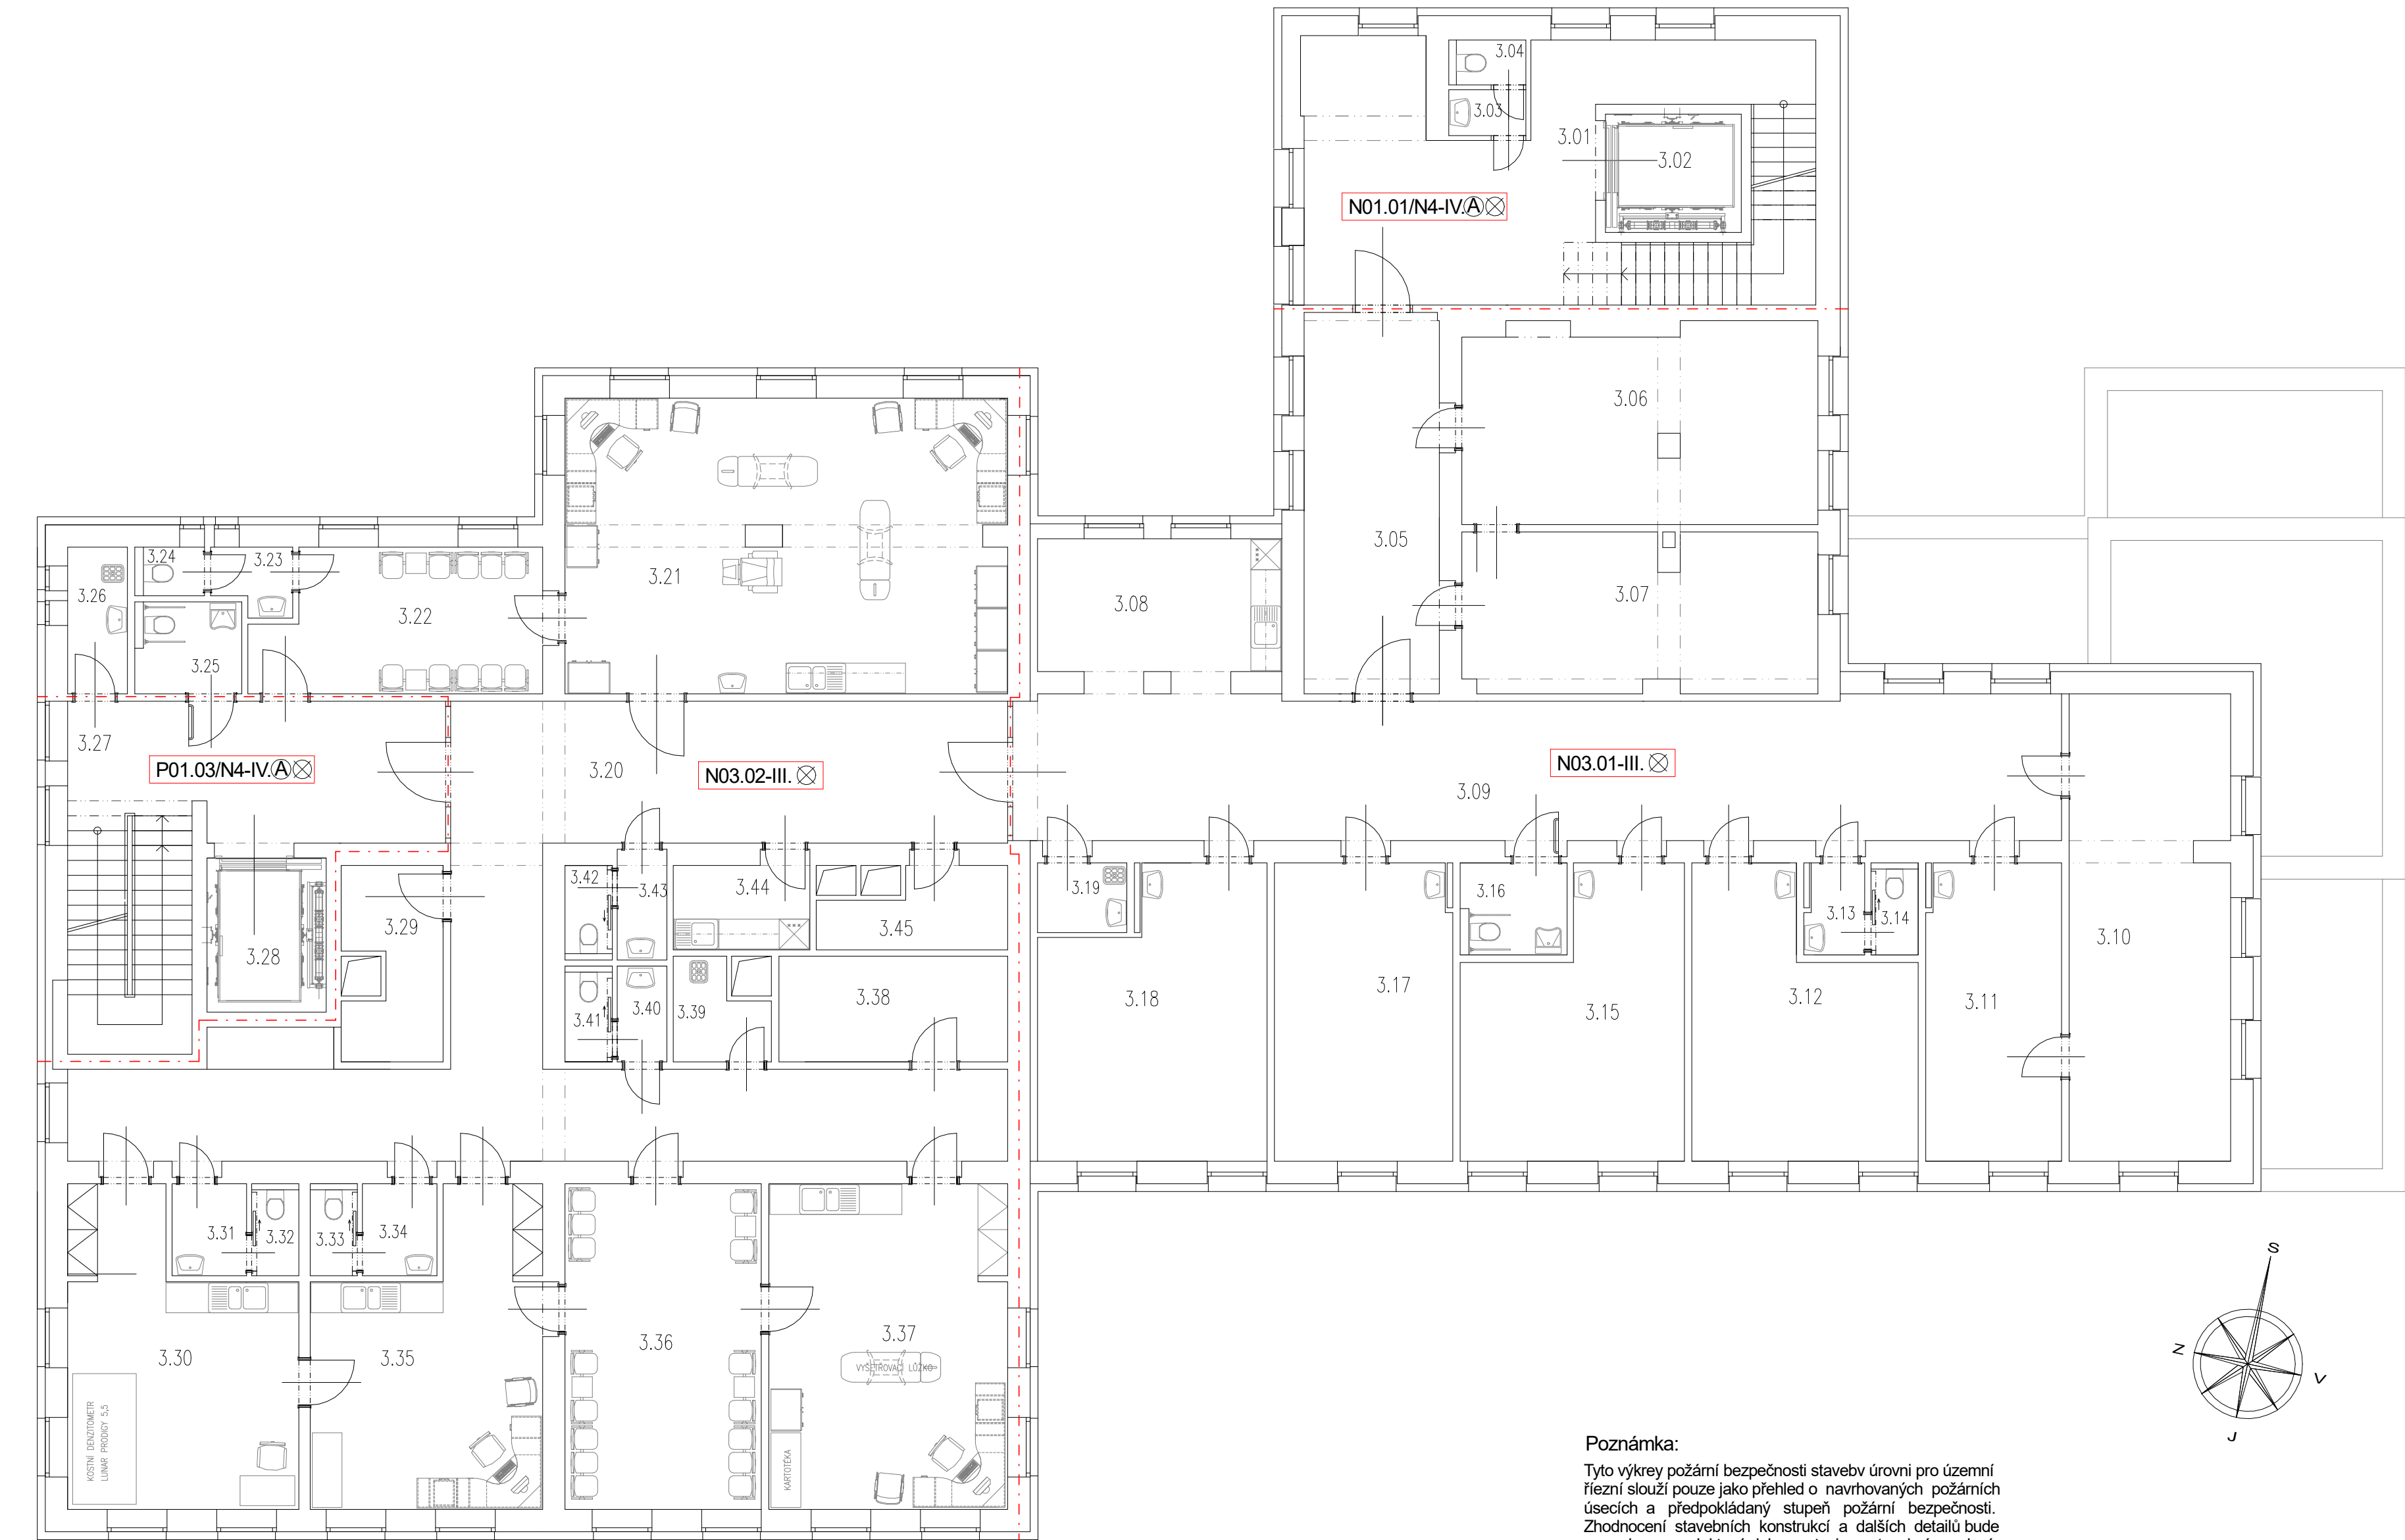 3.04
3.03
3.01
3.02
N01.01/N4-IV.A
3.06
3.05
3.07
3.08
3.21
3.24
3.23
3.26
3.22
3.25
3.27
P01.03/N4-IV.A
3.20
N03.02-III.
N03.01-III.
3.09
3.42
3.43
3.44
3.19
3.16
3.13
3.14
3.29
3.45
3.10
3.28
3.38
3.18
3.17
3.15
3.12
3.11
3.41
3.40
3.39
3.31
3.32
3.33
3.34
3.30
3.35
3.36
3.37
VYŠETŘOVACÍ LŮŽKO
KOSTNÍ DENZITOMETR
LUNAR PRODIGY 5,5
KARTOTÉKA
S
Z
V
J
Poznámka:
Tyto výkrey požární bezpečnosti stavebv úrovni pro územní
říezní slouží pouze jako přehled o navrhovaných požárních
úsecích a předpokládaný stupeň požární bezpečnosti.
Zhodnocení stavebních konstrukcí a dalších detailů bude